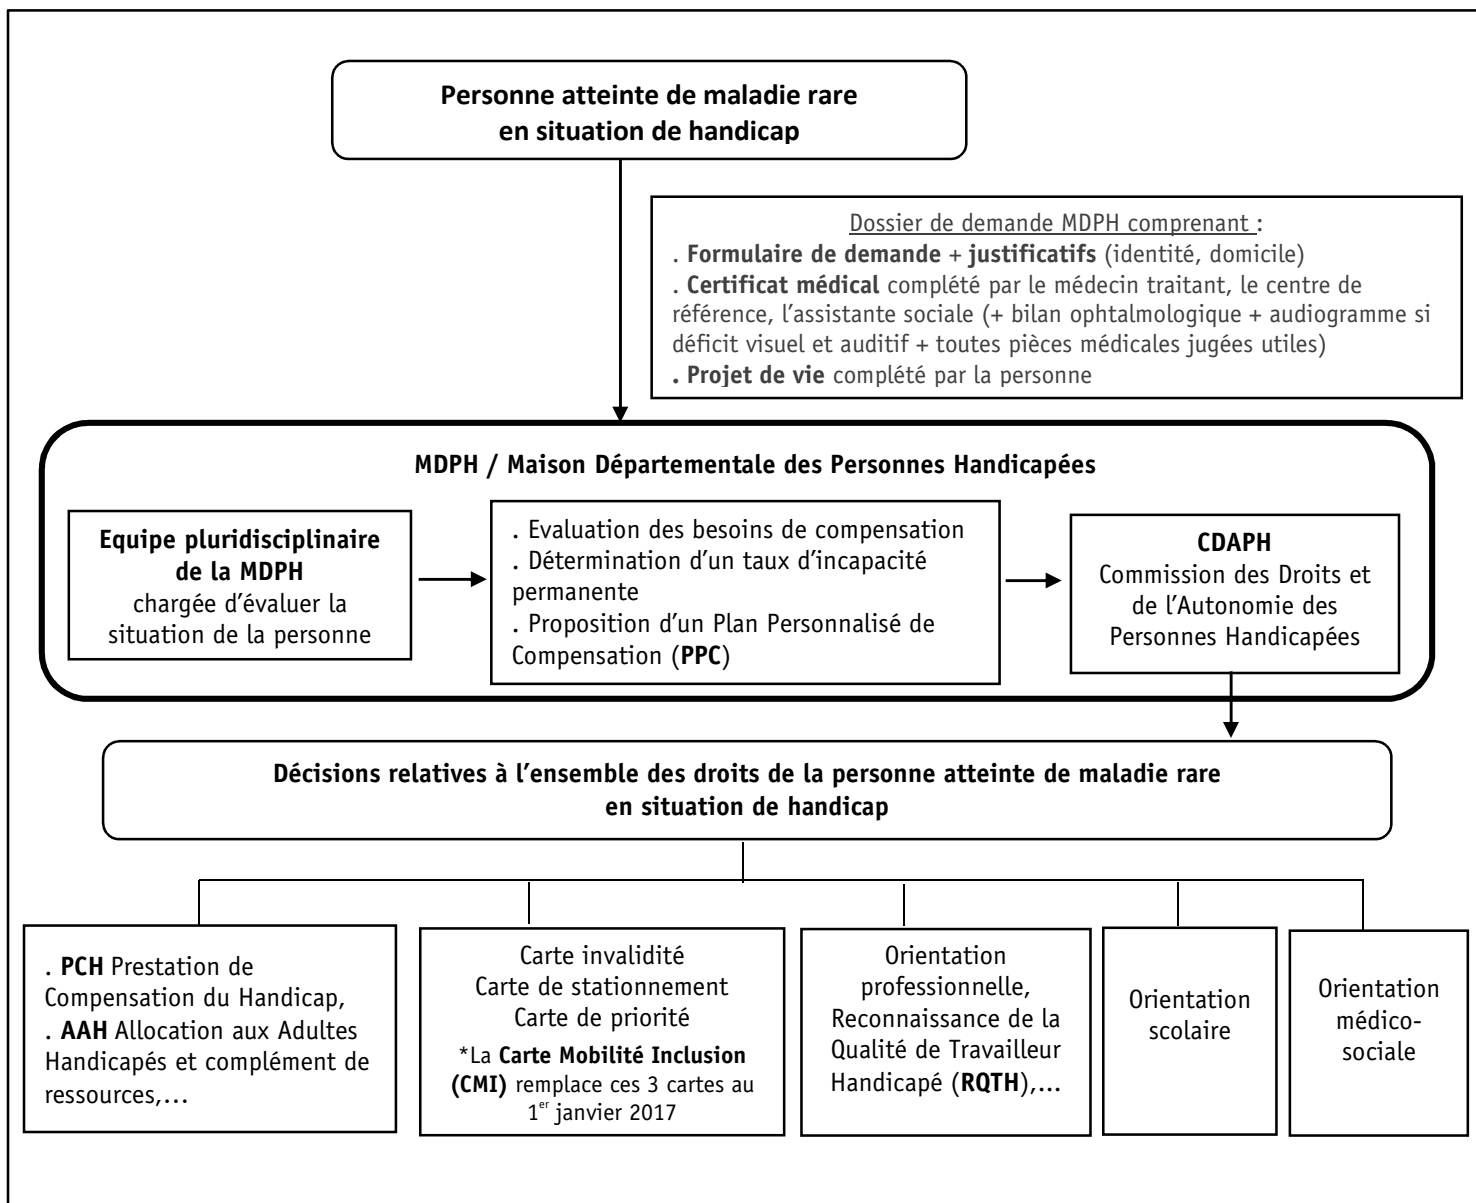 Personne atteinte de maladie rare
en situation de handicap
Dossier de demande MDPH comprenant :
. Formulaire de demande + justificatifs (identité, domicile)
. Certificat médical complété par le médecin traitant, le centre de
référence, l’assistante sociale (+ bilan ophtalmologique + audiogramme si
déficit visuel et auditif + toutes pièces médicales jugées utiles)
. Projet de vie complété par la personne
MDPH / Maison Départementale des Personnes Handicapées
Equipe pluridisciplinaire
de la MDPH
chargée d’évaluer la
situation de la personne
. Evaluation des besoins de compensation
. Détermination d’un taux d’incapacité
permanente
. Proposition d’un Plan Personnalisé de
Compensation (PPC)
CDAPH
Commission des Droits et
de l’Autonomie des
Personnes Handicapées
Décisions relatives à l’ensemble des droits de la personne atteinte de maladie rare
en situation de handicap
. PCH Prestation de
Compensation du Handicap,
. AAH Allocation aux Adultes
Handicapés et complément de
ressources,…
Carte invalidité
Carte de stationnement
Carte de priorité
*La Carte Mobilité Inclusion
(CMI) remplace ces 3 cartes au
1er janvier 2017
Orientation
professionnelle,
Reconnaissance de la
Qualité de Travailleur
Handicapé (RQTH),…
Orientation
scolaire
Orientation
médico-
sociale